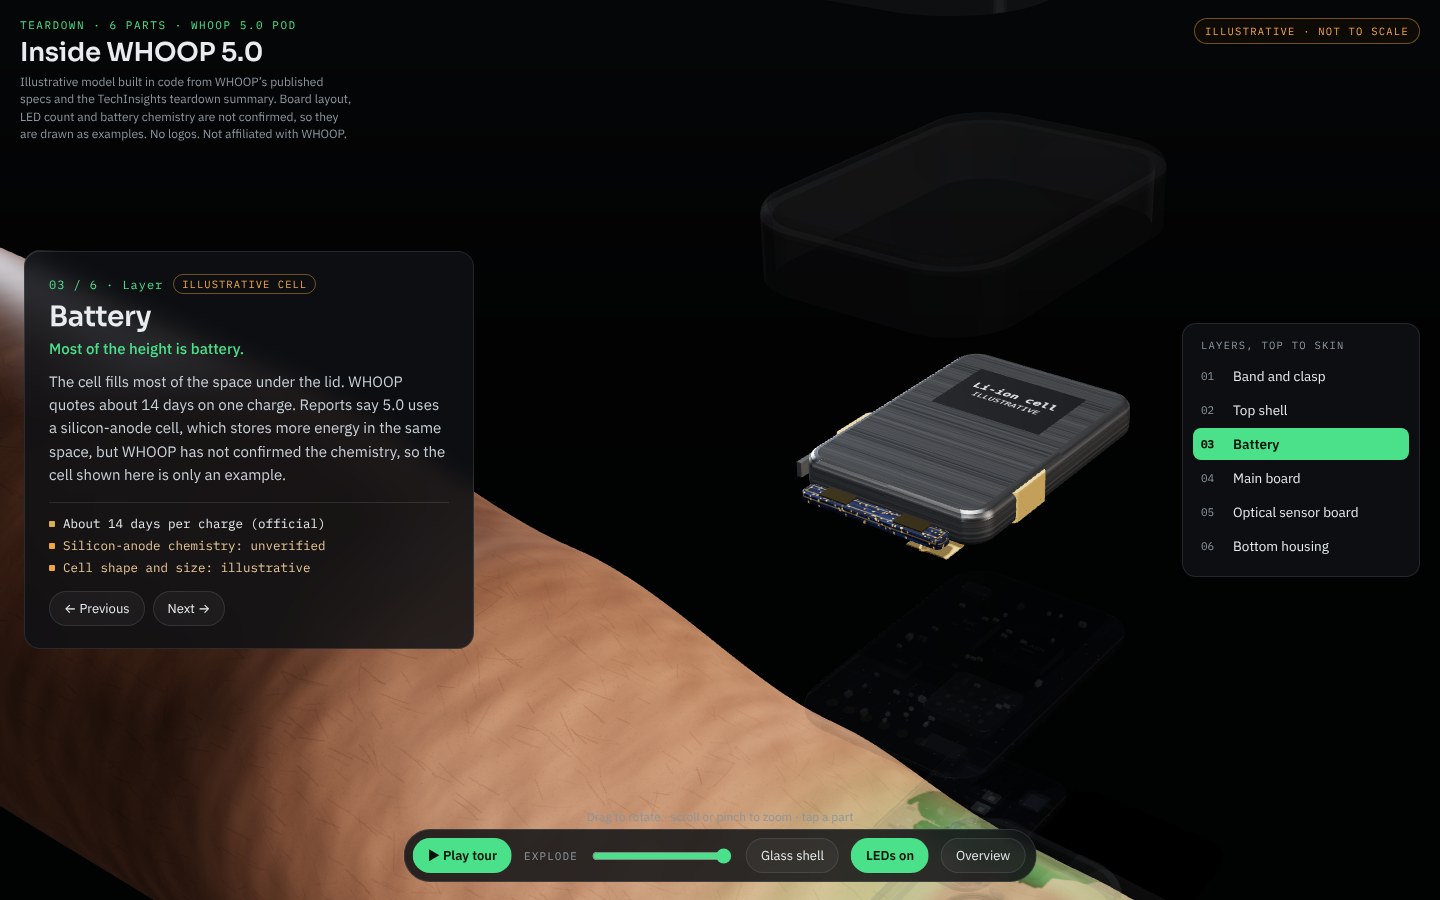 TEARDOWN · 6 PARTS · WHOOP 5.0 POD
Inside WHOOP 5.0
Illustrative model built in code from WHOOP’s published
specs and the TechInsights teardown summary. Board layout,
LED count and battery chemistry are not confirmed, so they
are drawn as examples. No logos. Not affiliated with WHOOP.
ILLUSTRATIVE · NOT TO SCALE
03 / 6 · Layer
ILLUSTRATIVE CELL
Battery
Most of the height is battery.
The cell fills most of the space under the lid. WHOOP
quotes about 14 days on one charge. Reports say 5.0 uses
a silicon-anode cell, which stores more energy in the same
space, but WHOOP has not confirmed the chemistry, so the
cell shown here is only an example.
About 14 days per charge (official)
Silicon-anode chemistry: unverified
Cell shape and size: illustrative
← Previous
Next →
Li-ion cell
ILLUSTRATIVE
LAYERS, TOP TO SKIN
01 Band and clasp
02 Top shell
03 Battery
04 Main board
05 Optical sensor board
06 Bottom housing
Drag to rotate · scroll or pinch to zoom · tap a part
▶ Play tour
EXPLODE
Glass shell
LEDs on
Overview